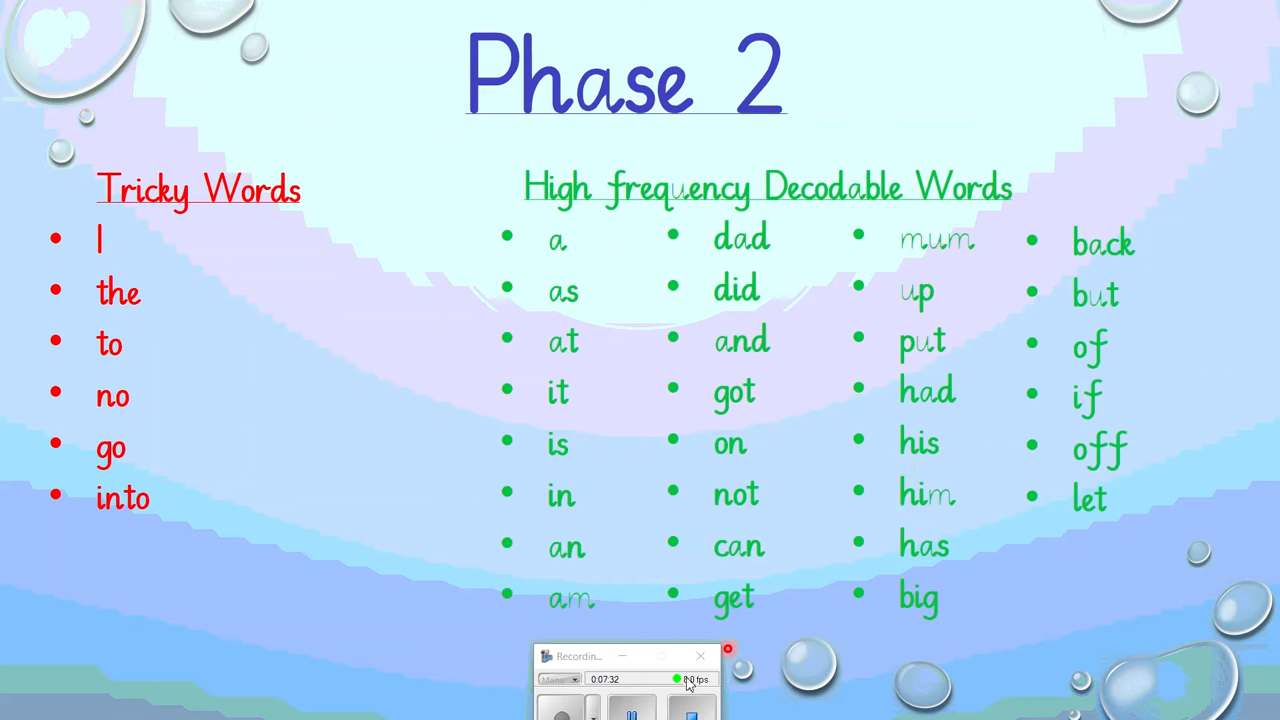 Phase 2
Tricky Words
• I
• the
• to
• no
• go
• into
High frequency Decodable Words
• a
• as
• at
• it
• is
• in
• an
• am
• dad
• did
• and
• got
• on
• not
• can
• get
• mum
• up
• put
• had
• his
• him
• has
• big
• back
• but
• of
• if
• off
• let
Recordin...
Menu
0:07.32
fps